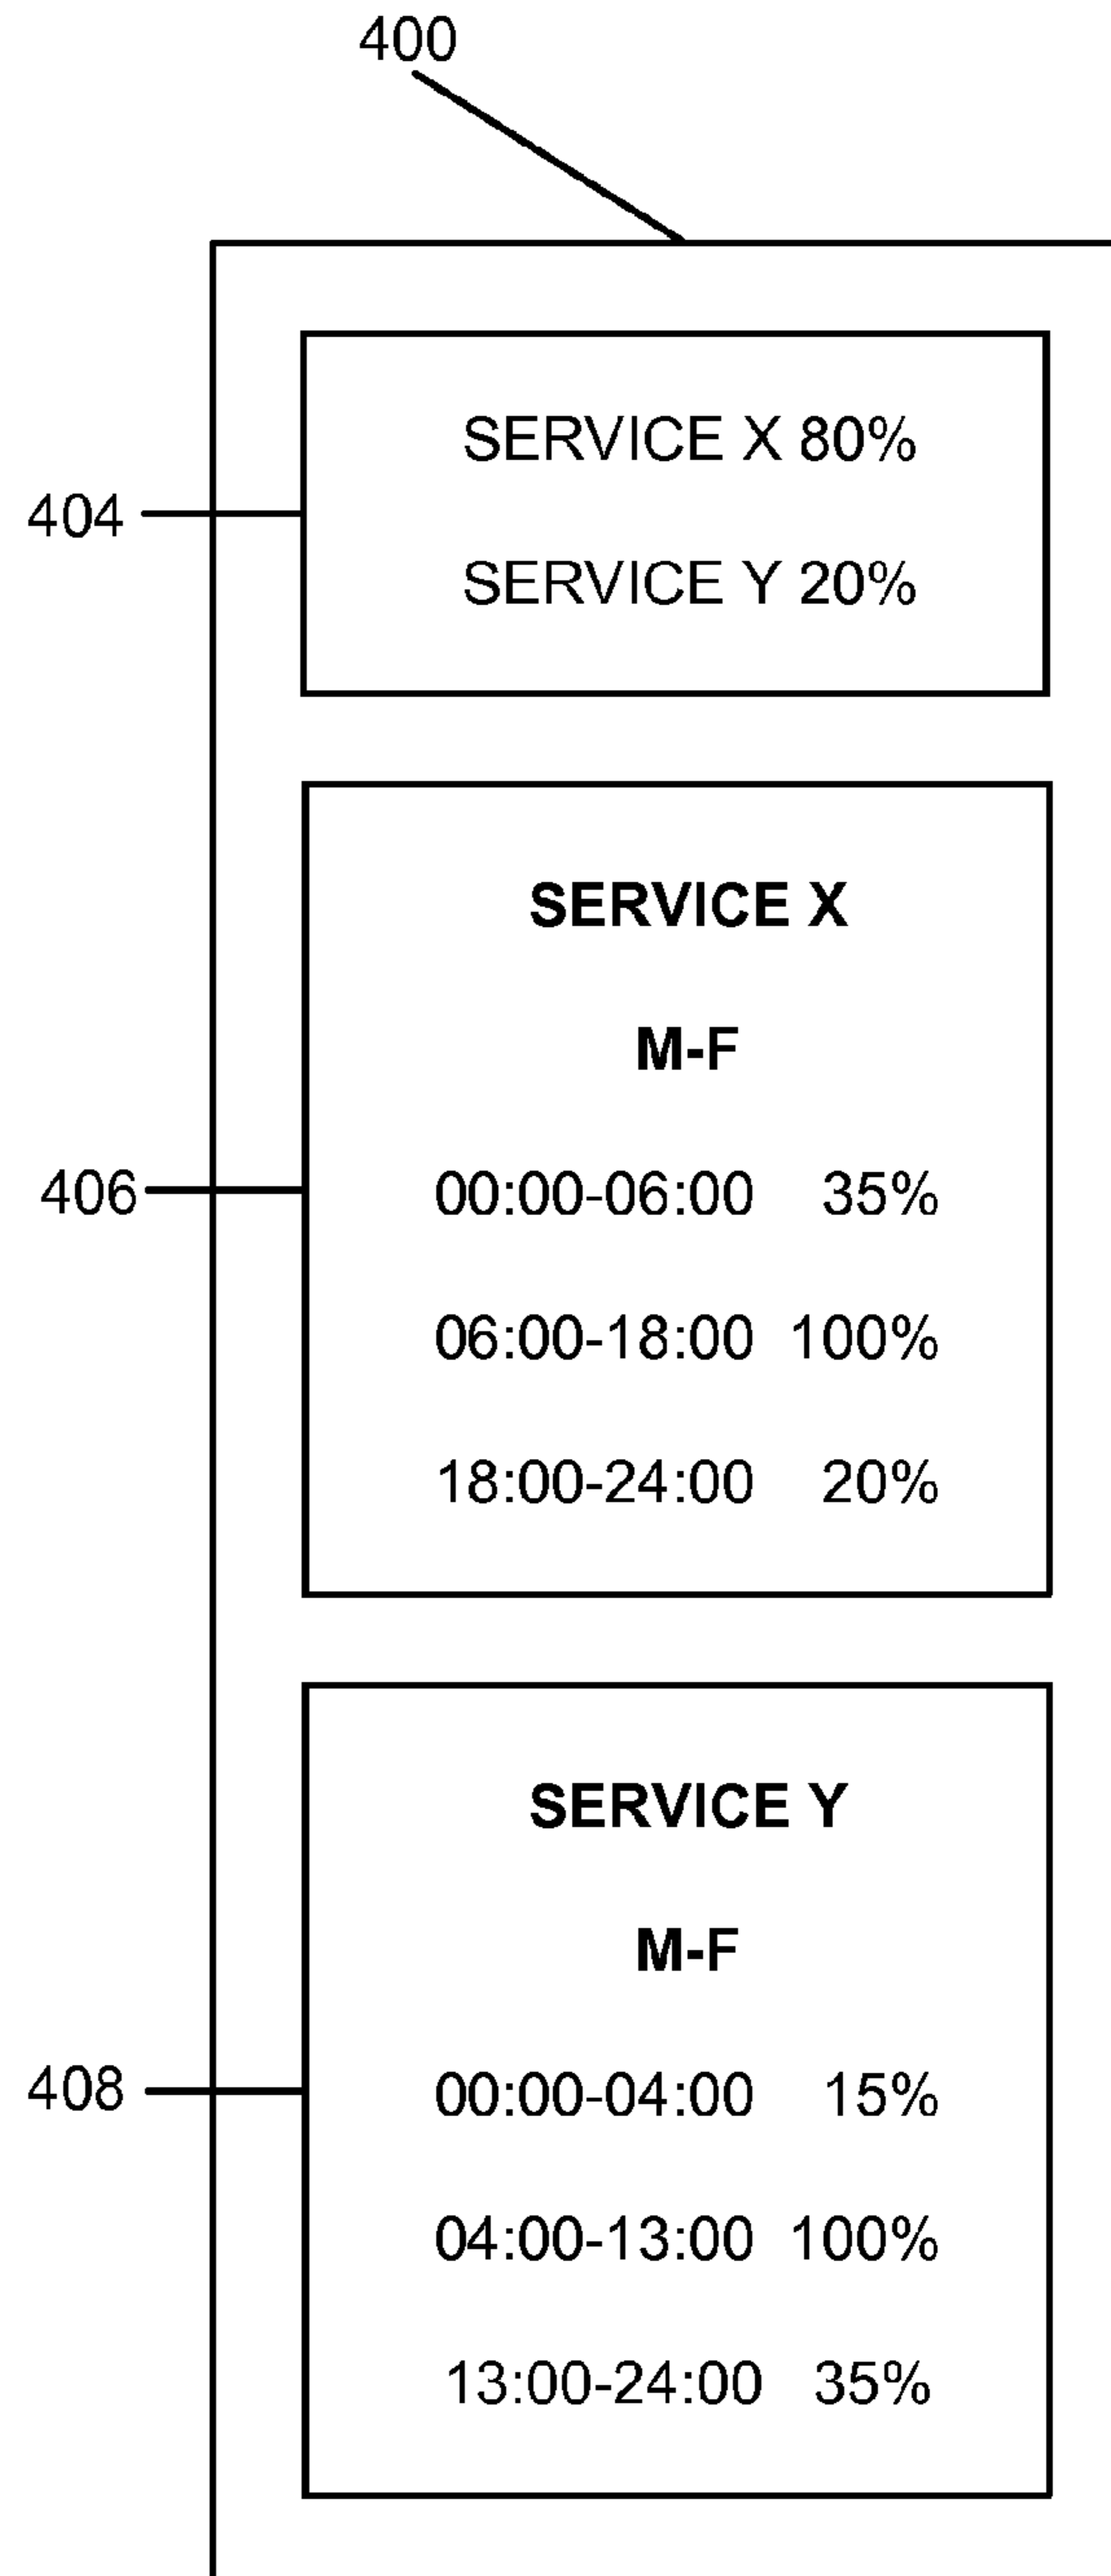 400
SERVICE X 80%
404
SERVICE Y 20%
SERVICE X
M-F
406
00:00-06:00 35%
06:00-18:00 100%
18:00-24:00 20%
SERVICE Y
M-F
408
00:00-04:00 15%
04:00-13:00 100%
13:00-24:00 35%